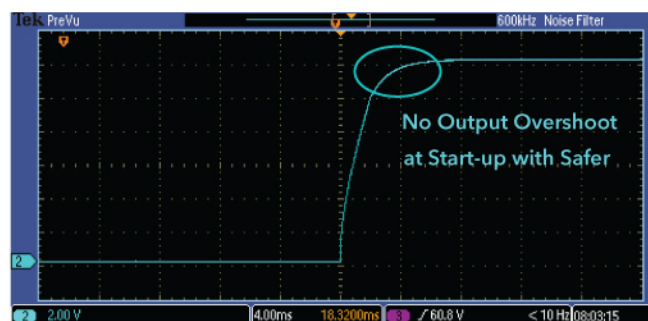 Tek PreVu 600kHz Noise Filter
No Output Overshoot
at Start-up with Safer
2
2 2.00 V 4.00ms 18.3200ms 3 60.8 V < 10 Hz 08:03:15